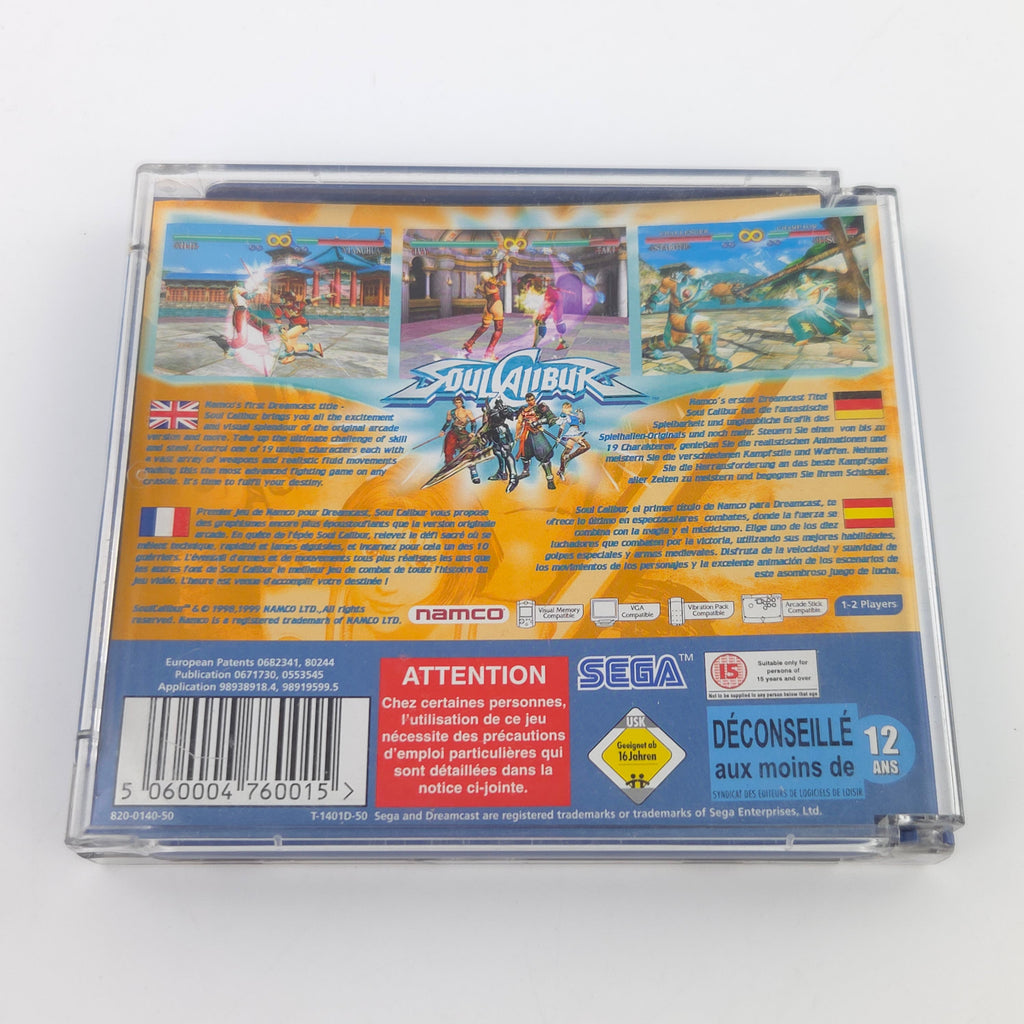 SOULCALIBUR
Namco's first Dreamcast title -
Soul Calibur brings you all the excitement
and visual splendour of the original arcade
version and more. Take up the ultimate challenge of skill
and steel. Control one of 19 unique characters each with
a vast array of weapons and realistic fluid movements
making this the most advanced fighting game on any
console. It's time to fulfil your destiny.
Namco's erster Dreamcast Titel
Soul Calibur hat die fantastische
Spielbarkeit und unglaubliche Grafik des
Spielhallen-Originals und noch mehr. Steuern Sie einen von bis zu
19 Charakteren, genießen Sie die realistischen Animationen und
meistern Sie die verschiedenen Kampfstile und Waffen. Nehmen
Sie die Herrausforderung an das beste Kampfspiel
aller Zeiten zu meistern und begegnen Sie Ihrem Schicksal.
Premier jeu de Namco pour Dreamcast, Soul Calibur vous propose
des graphismes encore plus époustouflants que la version originale
arcade. En quête de l'épée Soul Calibur, relevez le défi sacré où se
mêlent technique, rapidité et lames aiguisées, et incarnez pour cela un des 10
guerriers. L'éventail d'armes et de mouvements tous plus réalistes les uns que
les autres font de Soul Calibur le meilleur jeu de combat de toute l'histoire du
jeu vidéo. L'heure est venue d'accomplir votre destinée !
Soul Calibur, el primer título de Namco para Dreamcast, te
ofrece lo último en espectaculares combates, donde la fuerza se
combina con la magia y el misticismo. Elige uno de los diez
luchadores que combaten por la victoria, utilizando sus mejores habilidades,
golpes especiales y armas medievales. Disfruta de la velocidad y suavidad de
los movimientos de los personajes y la excelente animación de los escenarios de
este asombroso juego de lucha.
SoulCalibur™ & © 1998,1999 NAMCO LTD.,All rights
reserved. Namco is a registered trademark of NAMCO LTD.
namco
Visual Memory
Compatible
VGA
Compatible
Vibration Pack
Compatible
Arcade Stick
Compatible
1-2 Players
European Patents 0682341, 80244
Publication 0671730, 0553545
Application 98938918.4, 98919599.5
5 060004 760015 >
820-0140-50
T-1401D-50
ATTENTION
Chez certaines personnes,
l'utilisation de ce jeu
nécessite des précautions
d'emploi particulières qui
sont détaillées dans la
notice ci-jointe.
SEGA™
USK
Geeignet ab
16 Jahren
15
Suitable only for
persons of
15 years and over
Not to be supplied to any person below that age
DÉCONSEILLÉ
aux moins de
12
ANS
SYNDICAT DES EDITEURS DE LOGICIELS DE LOISIR
Sega and Dreamcast are registered trademarks or trademarks of Sega Enterprises, Ltd.